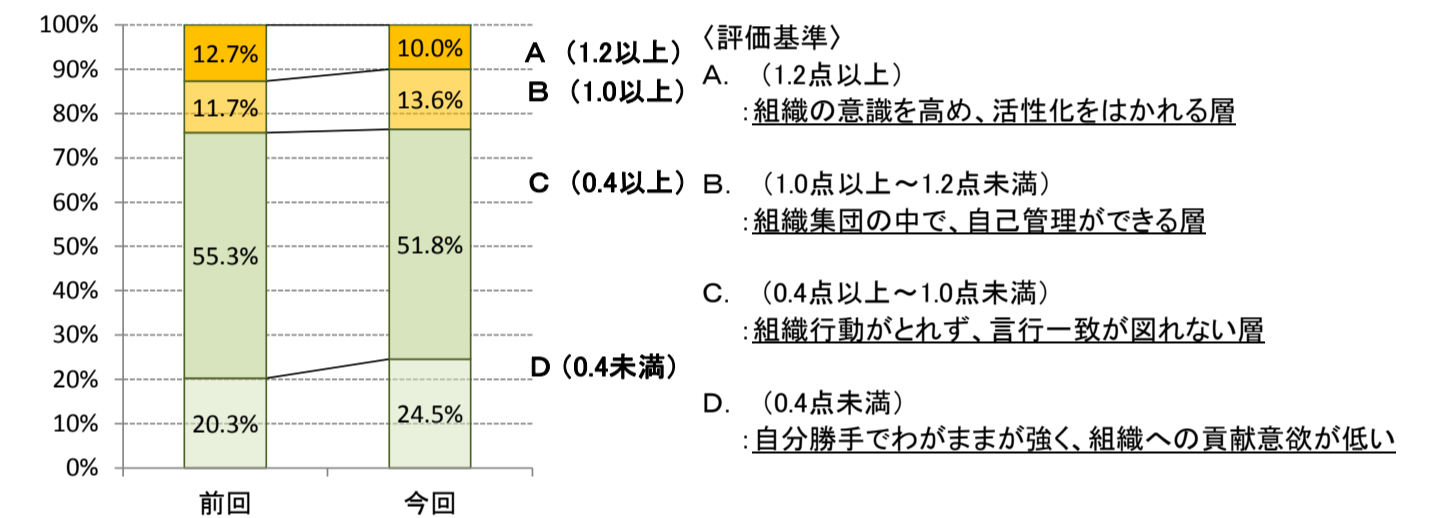 100%
90%
80%
70%
60%
50%
40%
30%
20%
10%
0%
12.7%
11.7%
55.3%
20.3%
10.0%
13.6%
51.8%
24.5%
前回
今回
A （1.2以上）
B （1.0以上）
C （0.4以上）
D（0.4未満）
〈評価基準〉
A. （1.2点以上）
：組織の意識を高め、活性化をはかれる層
B. （1.0点以上～1.2点未満）
：組織集団の中で、自己管理ができる層
C. （0.4点以上～1.0点未満）
：組織行動がとれず、言行一致が図れない層
D. （0.4点未満）
：自分勝手でわがままが強く、組織への貢献意欲が低い